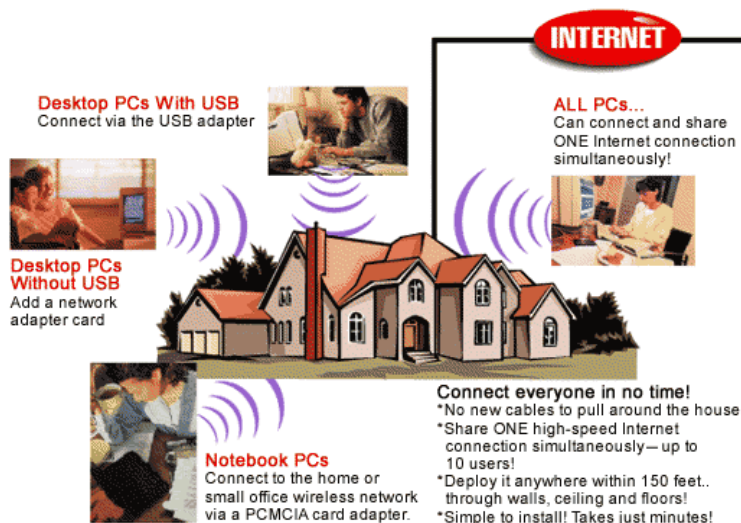 INTERNET
Desktop PCs With USB
Connect via the USB adapter
ALL PCs...
Can connect and share
ONE Internet connection
simultaneously!
Desktop PCs
Without USB
Add a network
adapter card
Notebook PCs
Connect to the home or
small office wireless network
via a PCMCIA card adapter.
Connect everyone in no time!
*No new cables to pull around the house
*Share ONE high-speed Internet
connection simultaneously—up to
10 users!
*Deploy it anywhere within 150 feet..
through walls, ceiling and floors!
*Simple to install! Takes just minutes!